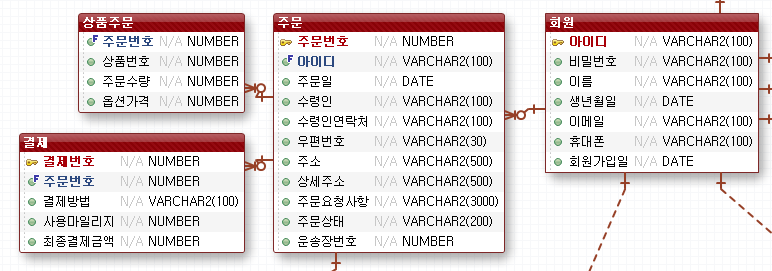 상품주문
주문번호 N/A NUMBER
상품번호 N/A NUMBER
주문수량 N/A NUMBER
옵션가격 N/A NUMBER
결제
결제번호 N/A NUMBER
주문번호 N/A NUMBER
결제방법 N/A VARCHAR2(100)
사용마일리지 N/A NUMBER
최종결제금액 N/A NUMBER
주문
주문번호 N/A NUMBER
아이디 N/A VARCHAR2(100)
주문일 N/A DATE
수령인 N/A VARCHAR2(100)
수령인연락처 N/A VARCHAR2(100)
우편번호 N/A VARCHAR2(30)
주소 N/A VARCHAR2(500)
상세주소 N/A VARCHAR2(500)
주문요청사항 N/A VARCHAR2(3000)
주문상태 N/A VARCHAR2(200)
운송장번호 N/A NUMBER
회원
아이디 N/A VARCHAR2(100)
비밀번호 N/A VARCHAR2(100)
이름 N/A VARCHAR2(100)
생년월일 N/A DATE
이메일 N/A VARCHAR2(100)
휴대폰 N/A VARCHAR2(100)
회원가입일 N/A DATE